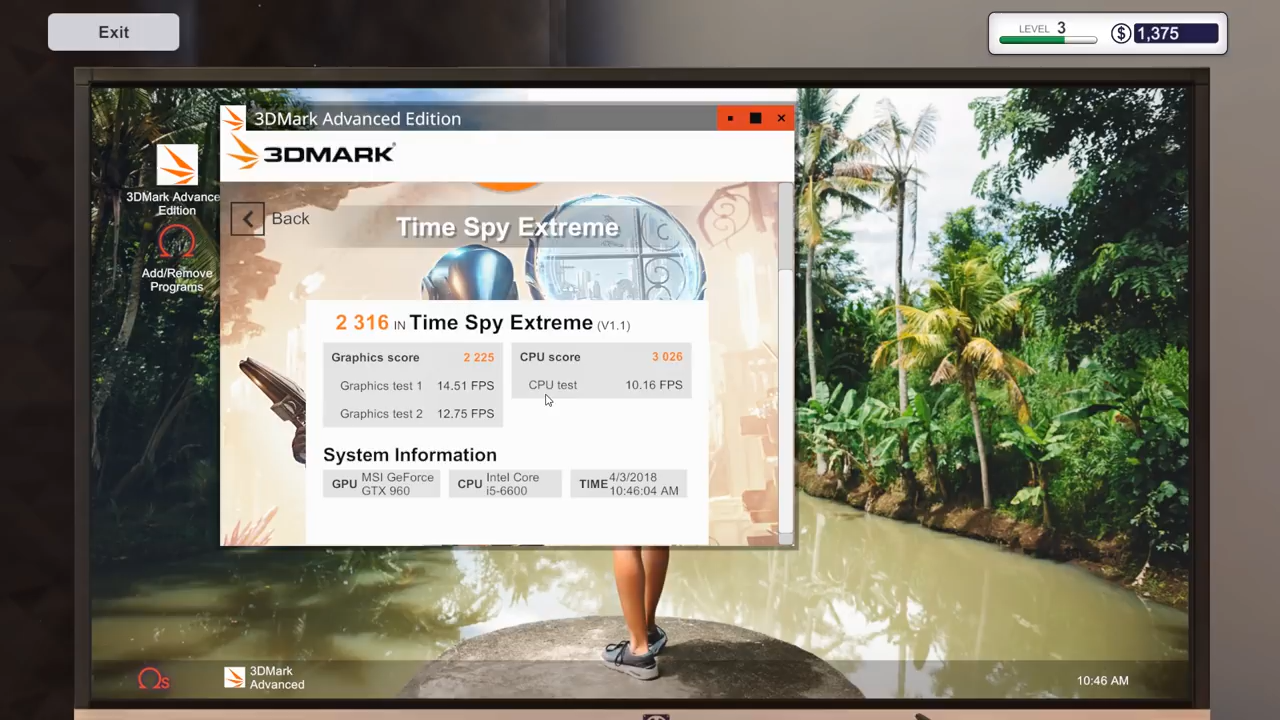 Exit
LEVEL 3
$ 1,375
3DMark Advanced Edition
3DMARK
3DMark Advance
Edition
Back
Time Spy Extreme
Add/Remove
Programs
2 316 IN Time Spy Extreme (V1.1)
Graphics score 2 225
Graphics test 1 14.51 FPS
Graphics test 2 12.75 FPS
CPU score 3 026
CPU test 10.16 FPS
System Information
GPU MSI GeForce
GTX 960
CPU Intel Core
i5-6600
TIME 4/3/2018
10:46:04 AM
Ωs
3DMark
Advanced
10:46 AM